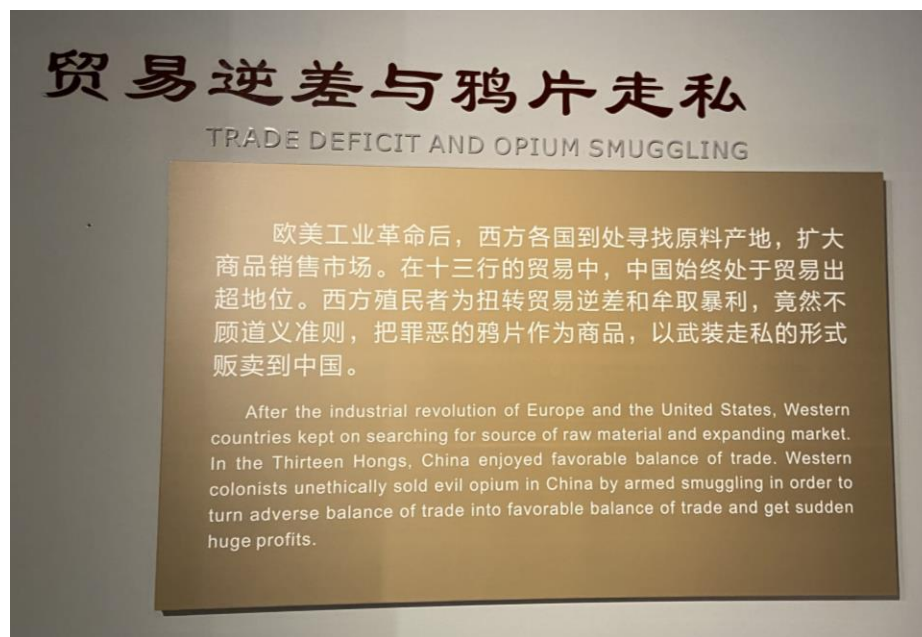 贸易逆差与鸦片走私
TRADE DEFICIT AND OPIUM SMUGGLING
欧美工业革命后，西方各国到处寻找原料产地，扩大
商品销售市场。在十三行的贸易中，中国始终处于贸易出
超地位。西方殖民者为扭转贸易逆差和牟取暴利，竟然不
顾道义准则，把罪恶的鸦片作为商品，以武装走私的形式
贩卖到中国。
After the industrial revolution of Europe and the United States, Western
countries kept on searching for source of raw material and expanding market.
In the Thirteen Hongs, China enjoyed favorable balance of trade. Western
colonists unethically sold evil opium in China by armed smuggling in order to
turn adverse balance of trade into favorable balance of trade and get sudden
huge profits.